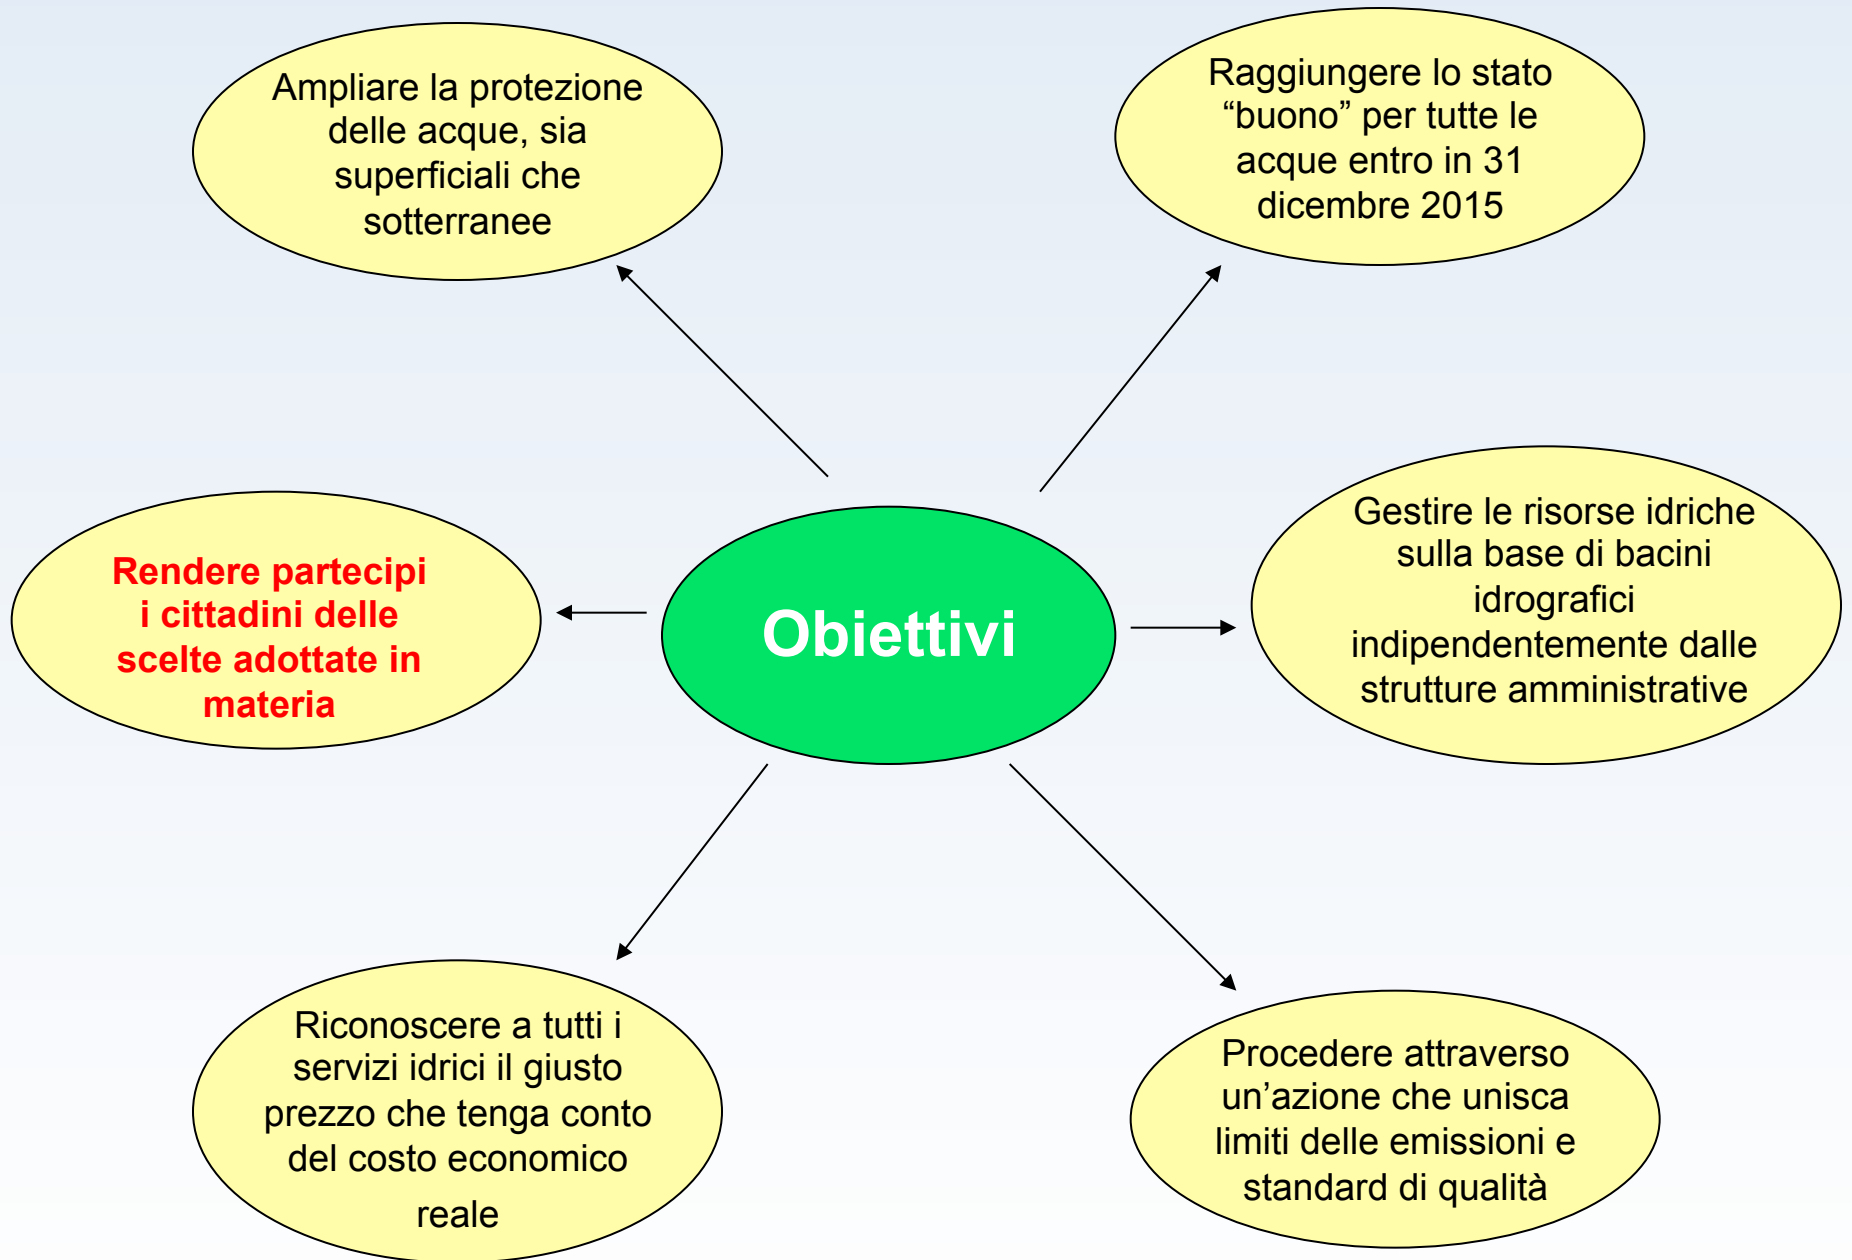 Ampliare la protezione
delle acque, sia
superficiali che
sotterranee
Raggiungere lo stato
“buono” per tutte le
acque entro in 31
dicembre 2015
Rendere partecipi
i cittadini delle
scelte adottate in
materia
Obiettivi
Gestire le risorse idriche
sulla base di bacini
idrografici
indipendentemente dalle
strutture amministrative
Riconoscere a tutti i
servizi idrici il giusto
prezzo che tenga conto
del costo economico
reale
Procedere attraverso
un’azione che unisca
limiti delle emissioni e
standard di qualità